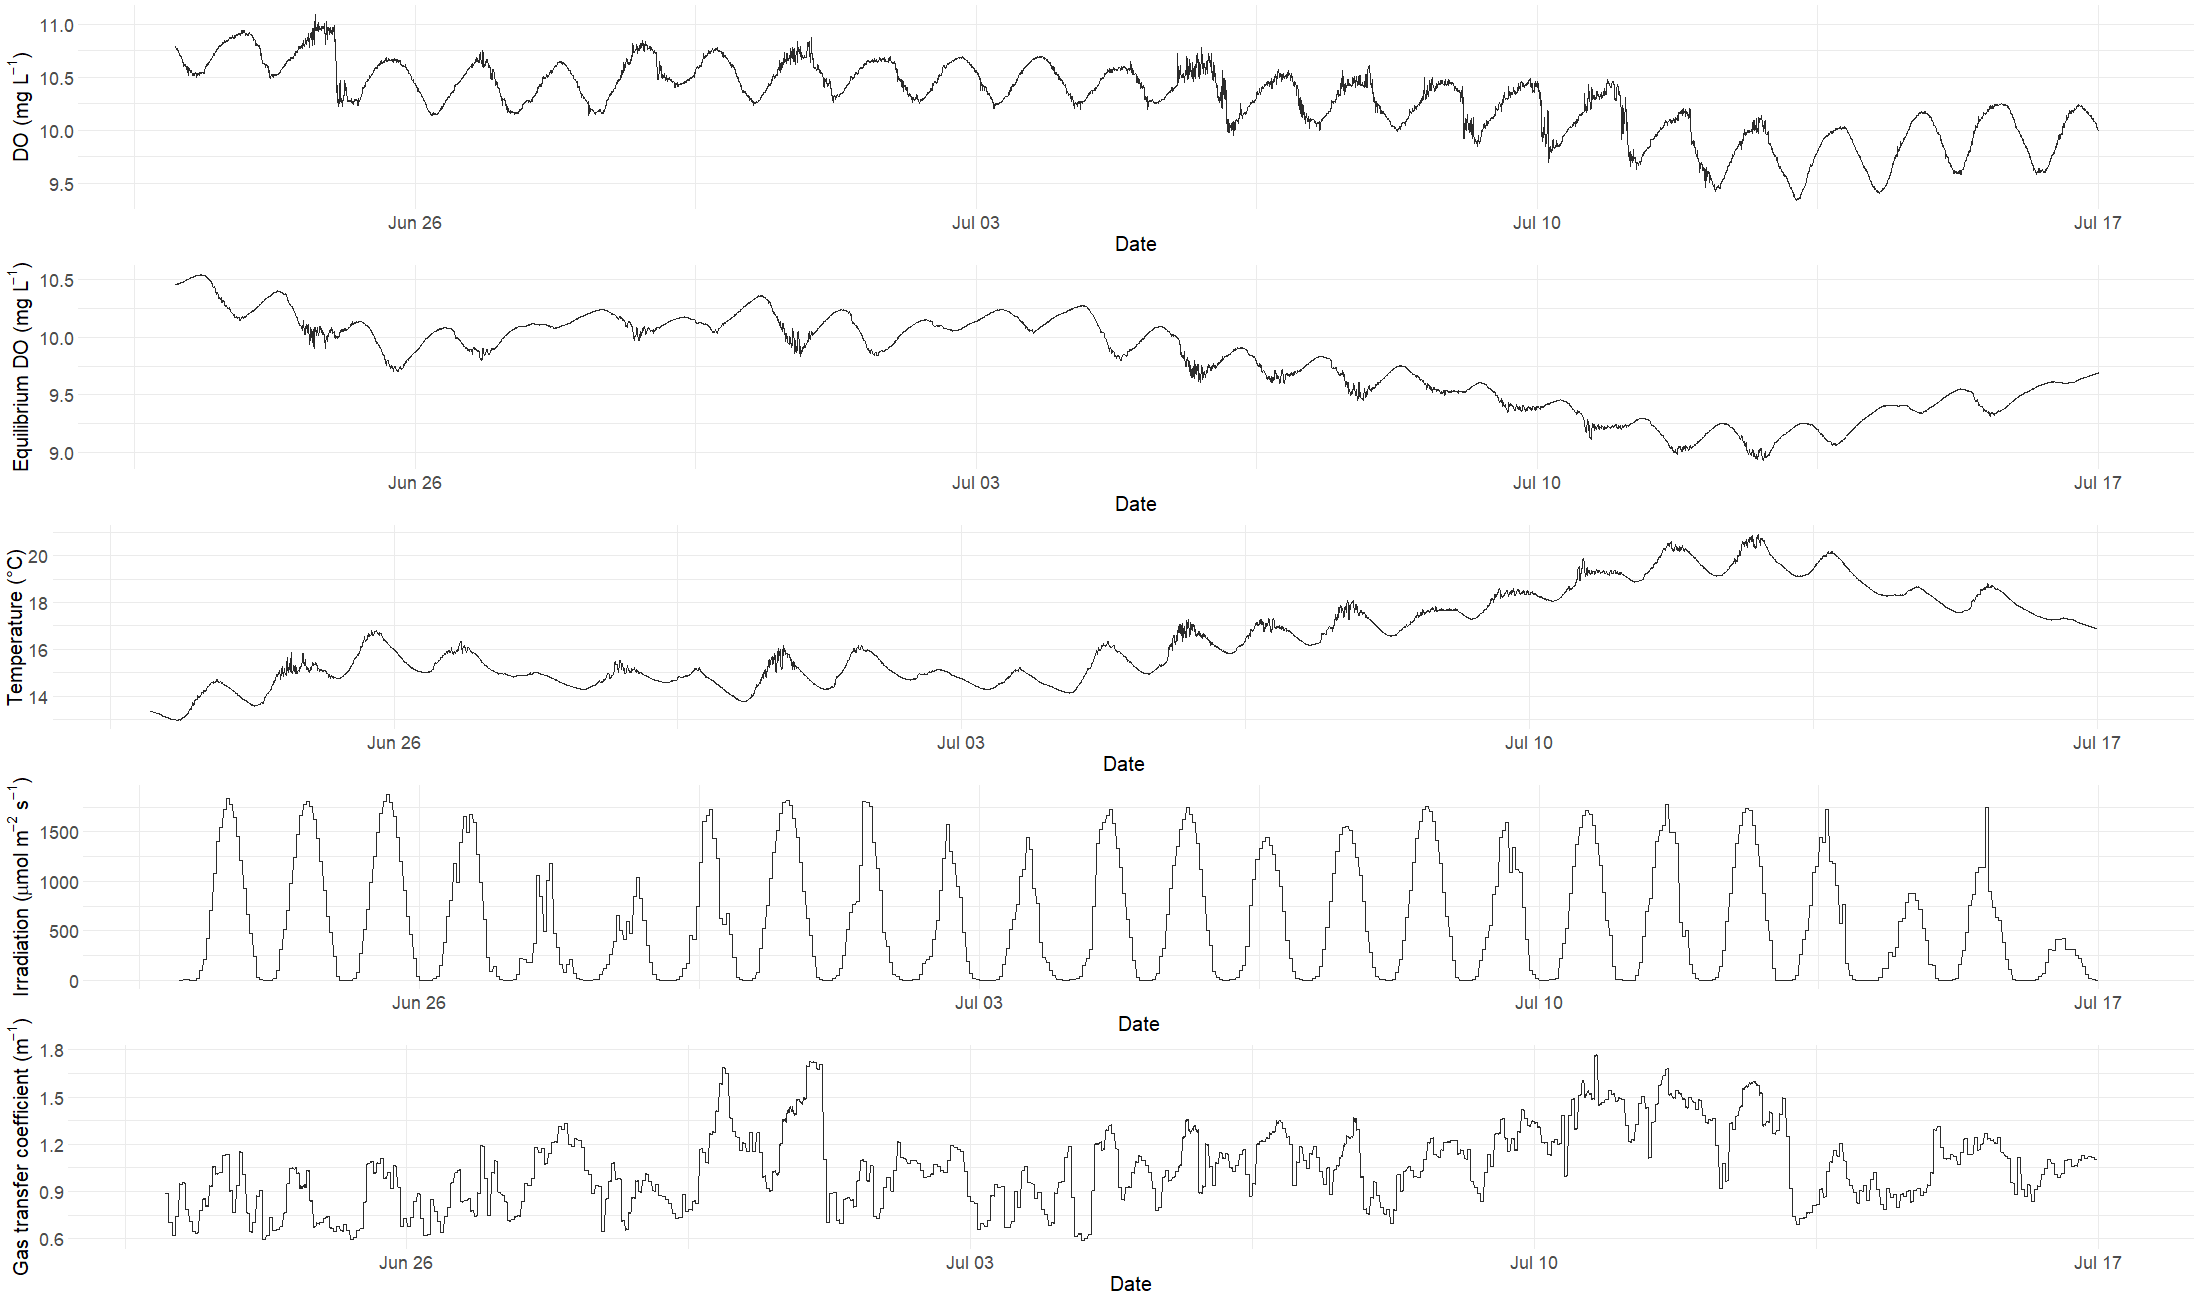 DO (mg L⁻¹)
11.0
10.5
10.0
9.5
Jun 26 Jul 03 Jul 10 Jul 17
Date
Equilibrium DO (mg L⁻¹)
10.5
10.0
9.5
9.0
Jun 26 Jul 03 Jul 10 Jul 17
Date
Temperature (°C)
20
18
16
14
Jun 26 Jul 03 Jul 10 Jul 17
Date
Irradiation (μmol m⁻² s⁻¹)
1500
1000
500
0
Jun 26 Jul 03 Jul 10 Jul 17
Date
Gas transfer coefficient (m⁻¹)
1.8
1.5
1.2
0.9
0.6
Jun 26 Jul 03 Jul 10 Jul 17
Date